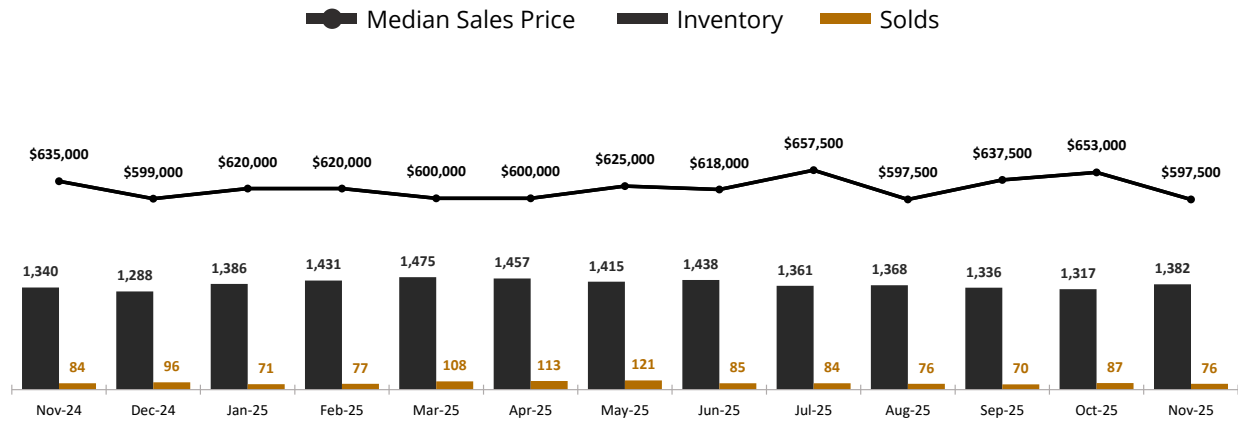 Median Sales Price Inventory Solds
$635,000 $599,000 $620,000 $620,000 $600,000 $600,000 $625,000 $618,000 $657,500 $597,500 $637,500 $653,000 $597,500
1,340 1,288 1,386 1,431 1,475 1,457 1,415 1,438 1,361 1,368 1,336 1,317 1,382
84 96 71 77 108 113 121 85 84 76 70 87 76
Nov-24 Dec-24 Jan-25 Feb-25 Mar-25 Apr-25 May-25 Jun-25 Jul-25 Aug-25 Sep-25 Oct-25 Nov-25